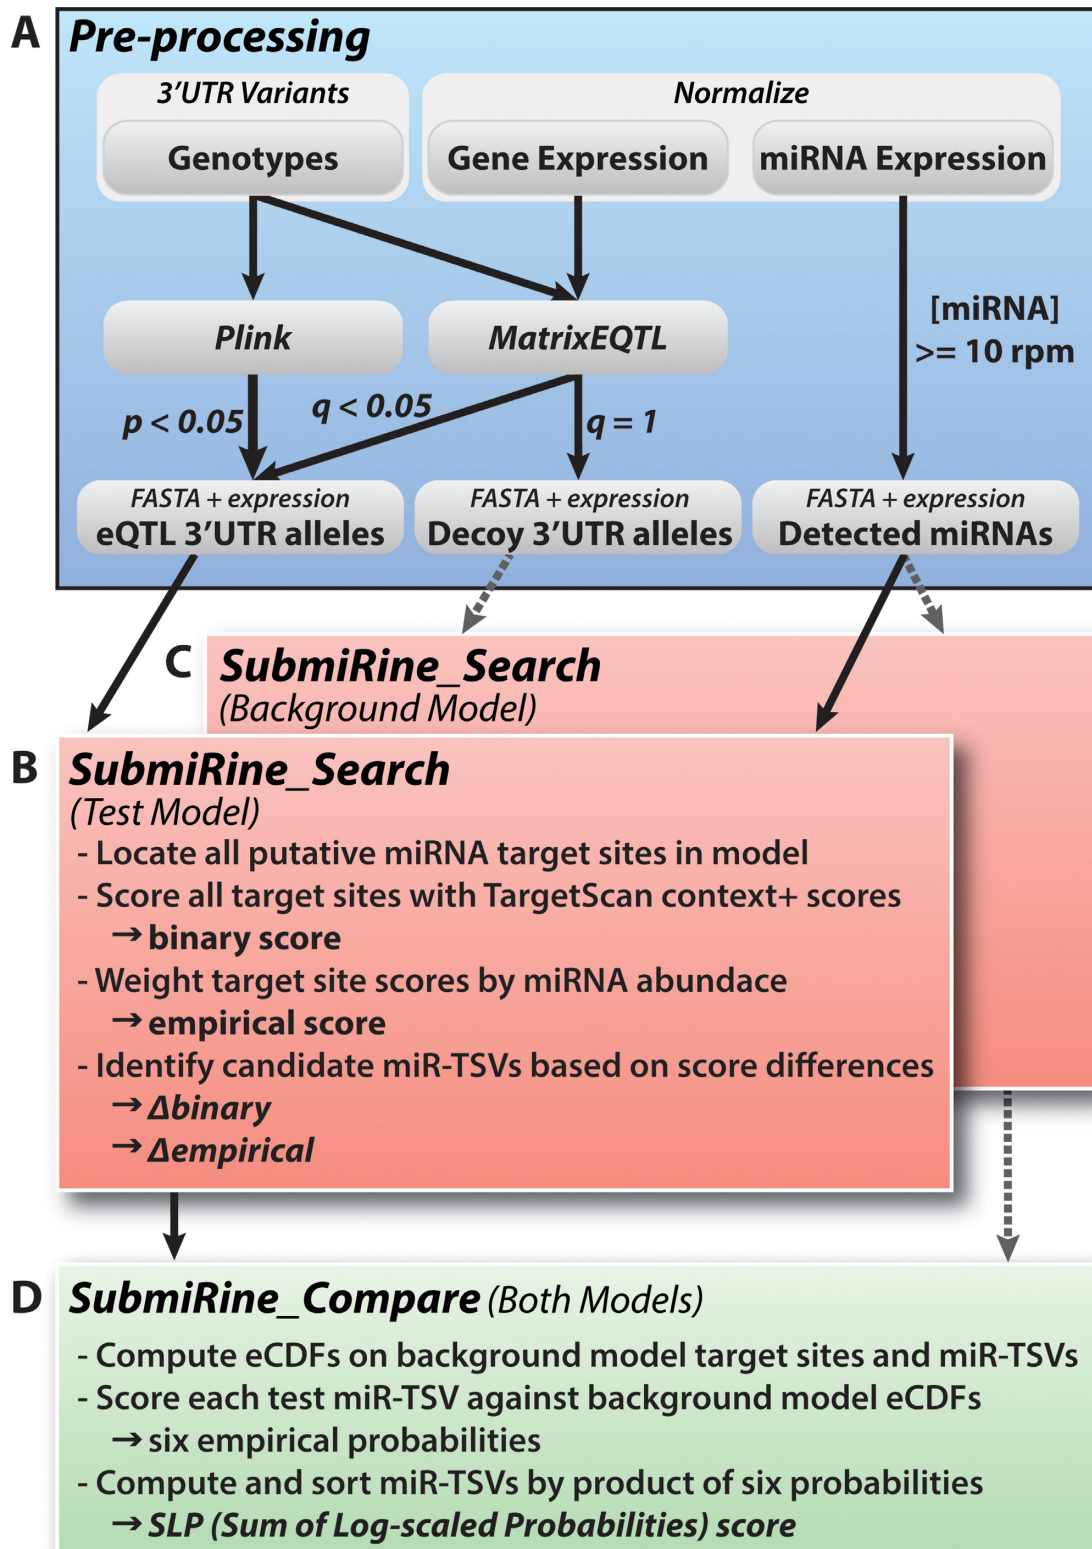 A
Pre-processing
3'UTR Variants
Normalize
Genotypes
Gene Expression
miRNA Expression
Plink
MatrixEQTL
[miRNA]
>= 10 rpm
p < 0.05
q < 0.05
q = 1
FASTA + expression
eQTL 3'UTR alleles
FASTA + expression
Decoy 3'UTR alleles
FASTA + expression
Detected miRNAs
C
SubmiRine_Search
(Background Model)
B
SubmiRine_Search
(Test Model)
- Locate all putative miRNA target sites in model
- Score all target sites with TargetScan context+ scores
→ binary score
- Weight target site scores by miRNA abundace
→ empirical score
- Identify candidate miR-TSVs based on score differences
→ Δbinary
→ Δempirical
D
SubmiRine_Compare (Both Models)
- Compute eCDFs on background model target sites and miR-TSVs
- Score each test miR-TSV against background model eCDFs
→ six empirical probabilities
- Compute and sort miR-TSVs by product of six probabilities
→ SLP (Sum of Log-scaled Probabilities) score